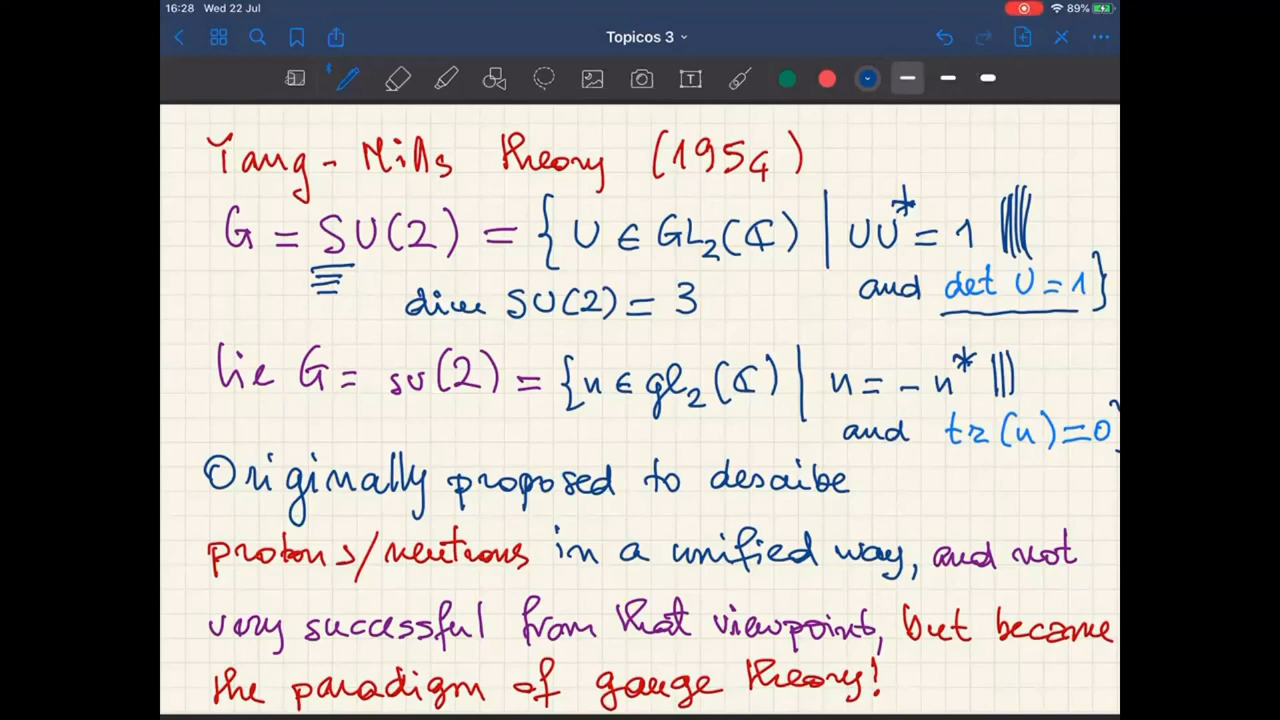 16:28 Wed 22 Jul
89%
Topicos 3
T
Yang-Mills theory (1954)
G = SU(2) = { U ∈ GL₂(ℂ) | UU* = 1
and det U = 1 }
dim SU(2) = 3
Lie G = su(2) = { u ∈ gl₂(ℂ) | u = - u*
and tr(u) = 0 }
Originally proposed to describe
protons/neutrons in a unified way, and not
very successful from that viewpoint, but became
the paradigm of gauge theory!